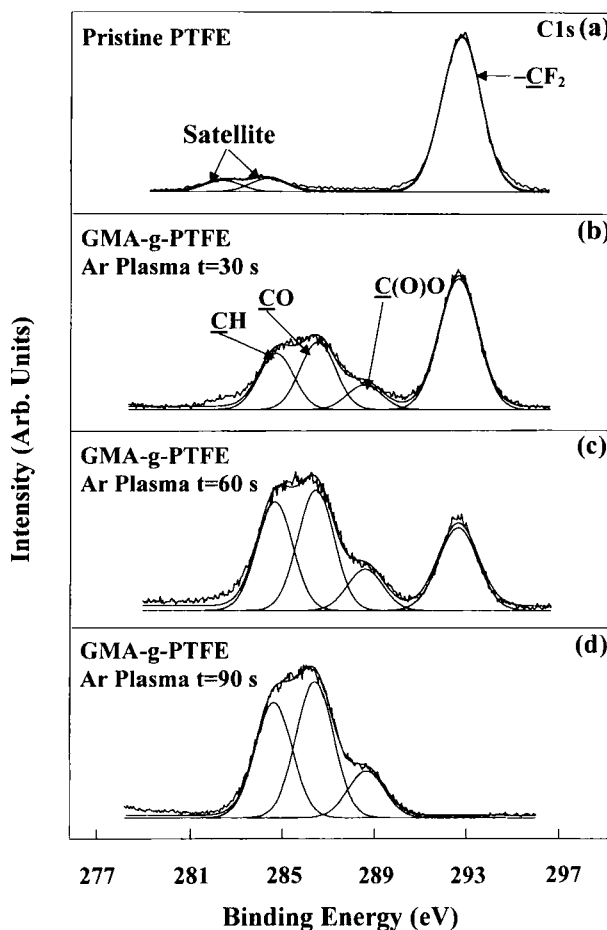 Pristine PTFE
C1s (a)
–CF₂
Satellite
GMA-g-PTFE
(b)
Ar Plasma t=30 s
C(O)O
CO
CH
GMA-g-PTFE
(c)
Ar Plasma t=60 s
GMA-g-PTFE
(d)
Ar Plasma t=90 s
Intensity (Arb. Units)
277 281 285 289 293 297
Binding Energy (eV)